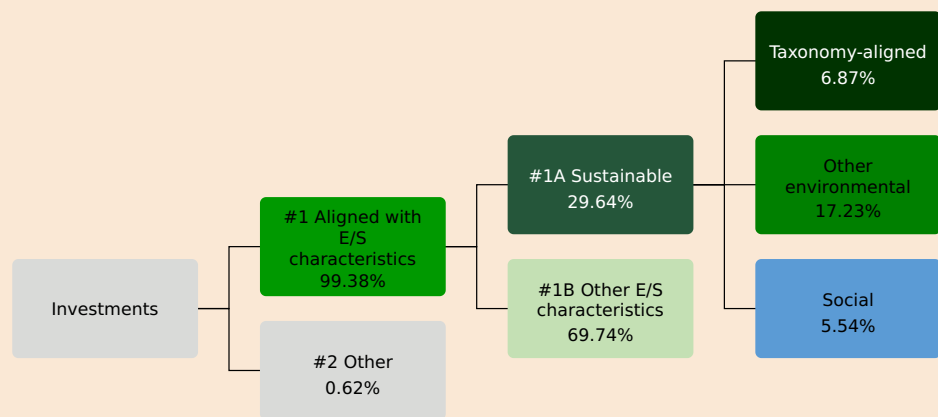 Investments
#1 Aligned with
E/S
characteristics
99.38%
#2 Other
0.62%
#1A Sustainable
29.64%
#1B Other E/S
characteristics
69.74%
Taxonomy-aligned
6.87%
Other
environmental
17.23%
Social
5.54%